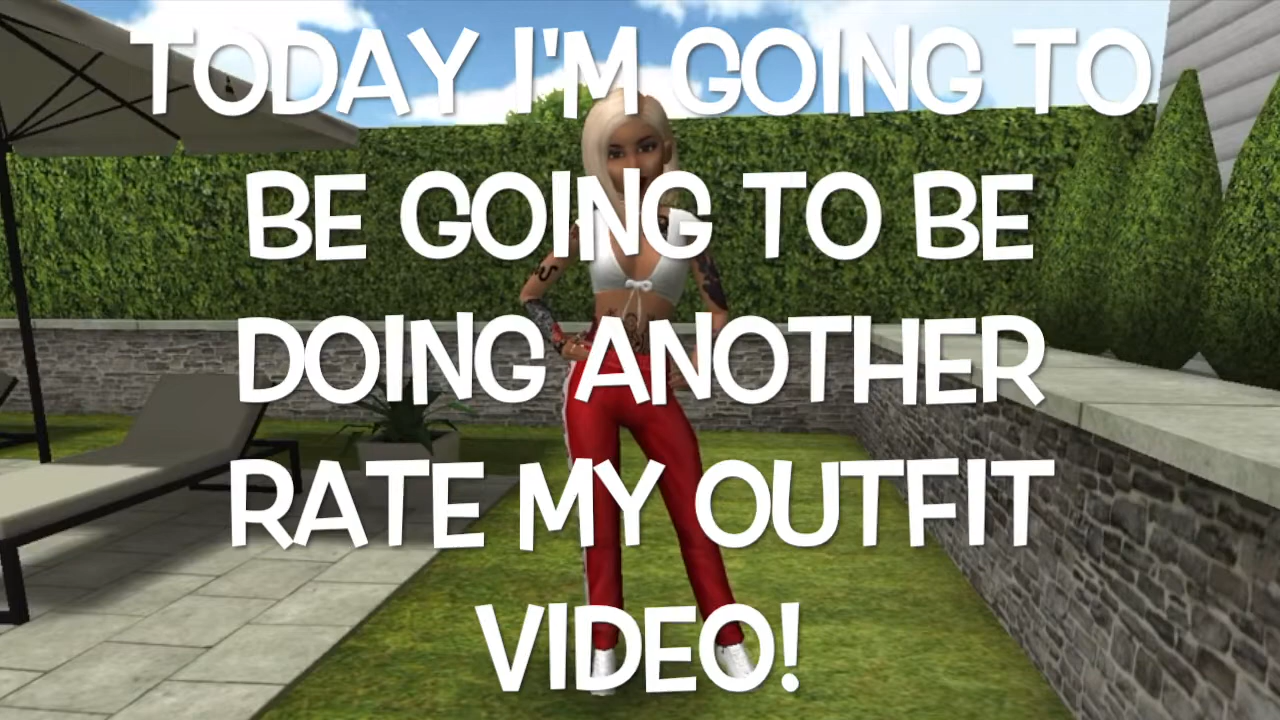 TODAY I'M GOING TO
BE GOING TO BE
DOING ANOTHER
RATE MY OUTFIT
VIDEO!